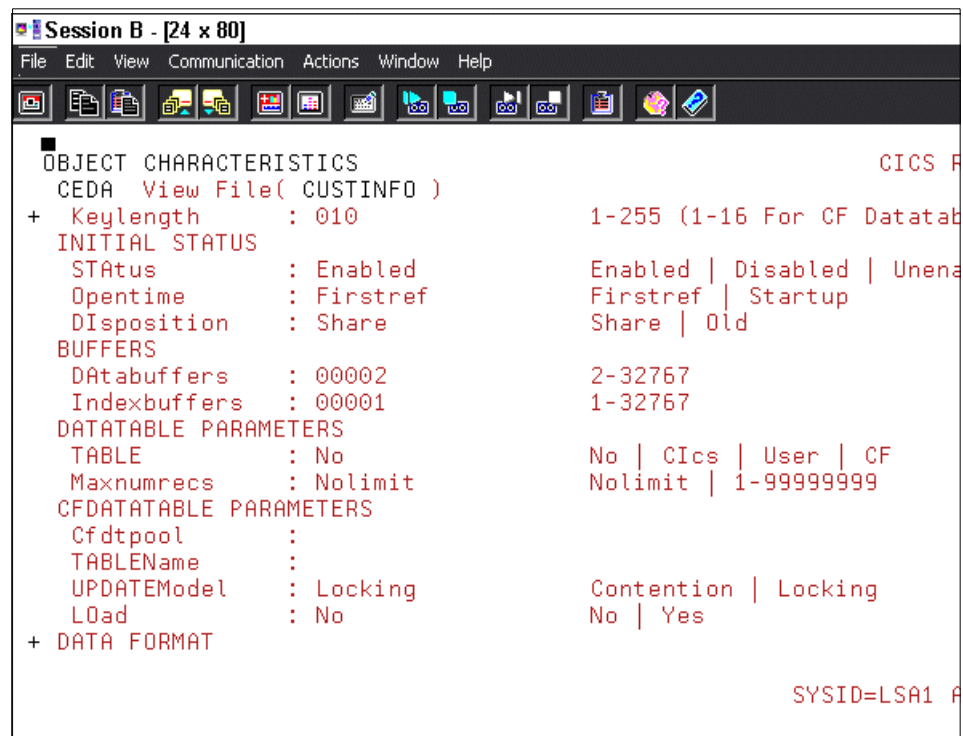 Session B - [24 x 80]
File Edit View Communication Actions Window Help
OBJECT CHARACTERISTICS CICS
CEDA View File( CUSTINFO )
+ Keylength : 010 1-255 (1-16 For CF
INITIAL STATUS
STAtus : Enabled Enabled | Disabled |
Opentime : Firstref Firstref | Startup
DIsposition : Share Share | Old
BUFFERS
DAtabuffers : 00002 2-32767
Indexbuffers : 00001 1-32767
DATATABLE PARAMETERS
TABLE : No No | CIcs | User | CF
Maxnumrecs : Nolimit Nolimit | 1-99999999
CFDATATABLE PARAMETERS
Cfdtpool :
TABLEName :
UPDATEModel : Locking Contention | Locking
LOad : No No | Yes
+ DATA FORMAT
SYSID=LSA1